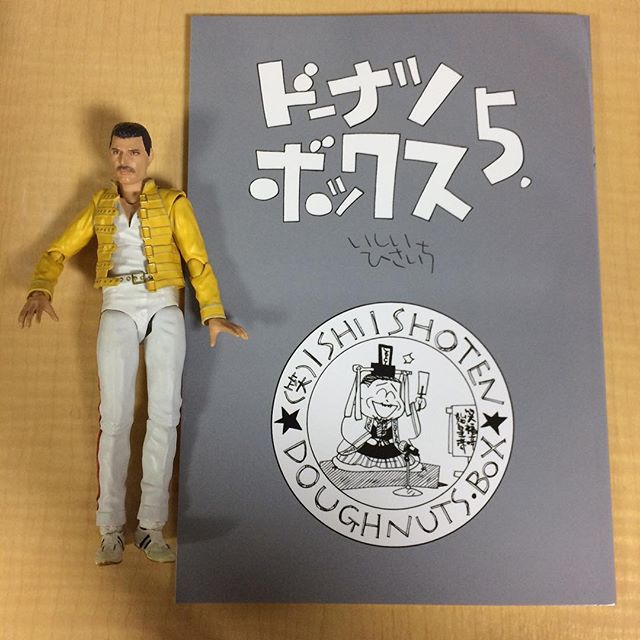 ドーナツ
ボックス 5.
いしいひさいち
(笑) ISHII SHOTEN
DOUGHNUTS・BOX